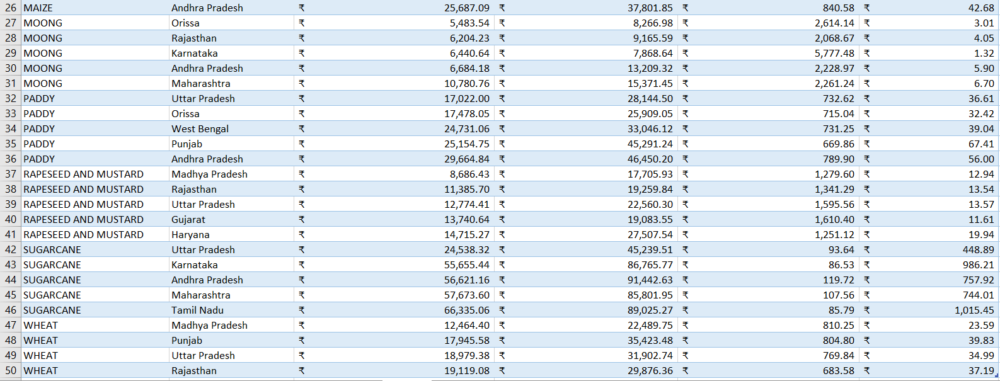 26 MAIZE Andhra Pradesh ₹ 25,687.09 ₹ 37,801.85 ₹ 840.58 ₹ 42.68
27 MOONG Orissa ₹ 5,483.54 ₹ 8,266.98 ₹ 2,614.14 ₹ 3.01
28 MOONG Rajasthan ₹ 6,204.23 ₹ 9,165.59 ₹ 2,068.67 ₹ 4.05
29 MOONG Karnataka ₹ 6,440.64 ₹ 7,868.64 ₹ 5,777.48 ₹ 1.32
30 MOONG Andhra Pradesh ₹ 6,684.18 ₹ 13,209.32 ₹ 2,228.97 ₹ 5.90
31 MOONG Maharashtra ₹ 10,780.76 ₹ 15,371.45 ₹ 2,261.24 ₹ 6.70
32 PADDY Uttar Pradesh ₹ 17,022.00 ₹ 28,144.50 ₹ 732.62 ₹ 36.61
33 PADDY Orissa ₹ 17,478.05 ₹ 25,909.05 ₹ 715.04 ₹ 32.42
34 PADDY West Bengal ₹ 24,731.06 ₹ 33,046.12 ₹ 731.25 ₹ 39.04
35 PADDY Punjab ₹ 25,154.75 ₹ 45,291.24 ₹ 669.86 ₹ 67.41
36 PADDY Andhra Pradesh ₹ 29,664.84 ₹ 46,450.20 ₹ 789.90 ₹ 56.00
37 RAPESEED AND MUSTARD Madhya Pradesh ₹ 8,686.43 ₹ 17,705.93 ₹ 1,279.60 ₹ 12.94
38 RAPESEED AND MUSTARD Rajasthan ₹ 11,385.70 ₹ 19,259.84 ₹ 1,341.29 ₹ 13.54
39 RAPESEED AND MUSTARD Uttar Pradesh ₹ 12,774.41 ₹ 22,560.30 ₹ 1,595.56 ₹ 13.57
40 RAPESEED AND MUSTARD Gujarat ₹ 13,740.64 ₹ 19,083.55 ₹ 1,610.40 ₹ 11.61
41 RAPESEED AND MUSTARD Haryana ₹ 14,715.27 ₹ 27,507.54 ₹ 1,251.12 ₹ 19.94
42 SUGARCANE Uttar Pradesh ₹ 24,538.32 ₹ 45,239.51 ₹ 93.64 ₹ 448.89
43 SUGARCANE Karnataka ₹ 55,655.44 ₹ 86,765.77 ₹ 86.53 ₹ 986.21
44 SUGARCANE Andhra Pradesh ₹ 56,621.16 ₹ 91,442.63 ₹ 119.72 ₹ 757.92
45 SUGARCANE Maharashtra ₹ 57,673.60 ₹ 85,801.95 ₹ 107.56 ₹ 744.01
46 SUGARCANE Tamil Nadu ₹ 66,335.06 ₹ 89,025.27 ₹ 85.79 ₹ 1,015.45
47 WHEAT Madhya Pradesh ₹ 12,464.40 ₹ 22,489.75 ₹ 810.25 ₹ 23.59
48 WHEAT Punjab ₹ 17,945.58 ₹ 35,423.48 ₹ 804.80 ₹ 39.83
49 WHEAT Uttar Pradesh ₹ 18,979.38 ₹ 31,902.74 ₹ 769.84 ₹ 34.99
50 WHEAT Rajasthan ₹ 19,119.08 ₹ 29,876.36 ₹ 683.58 ₹ 37.19